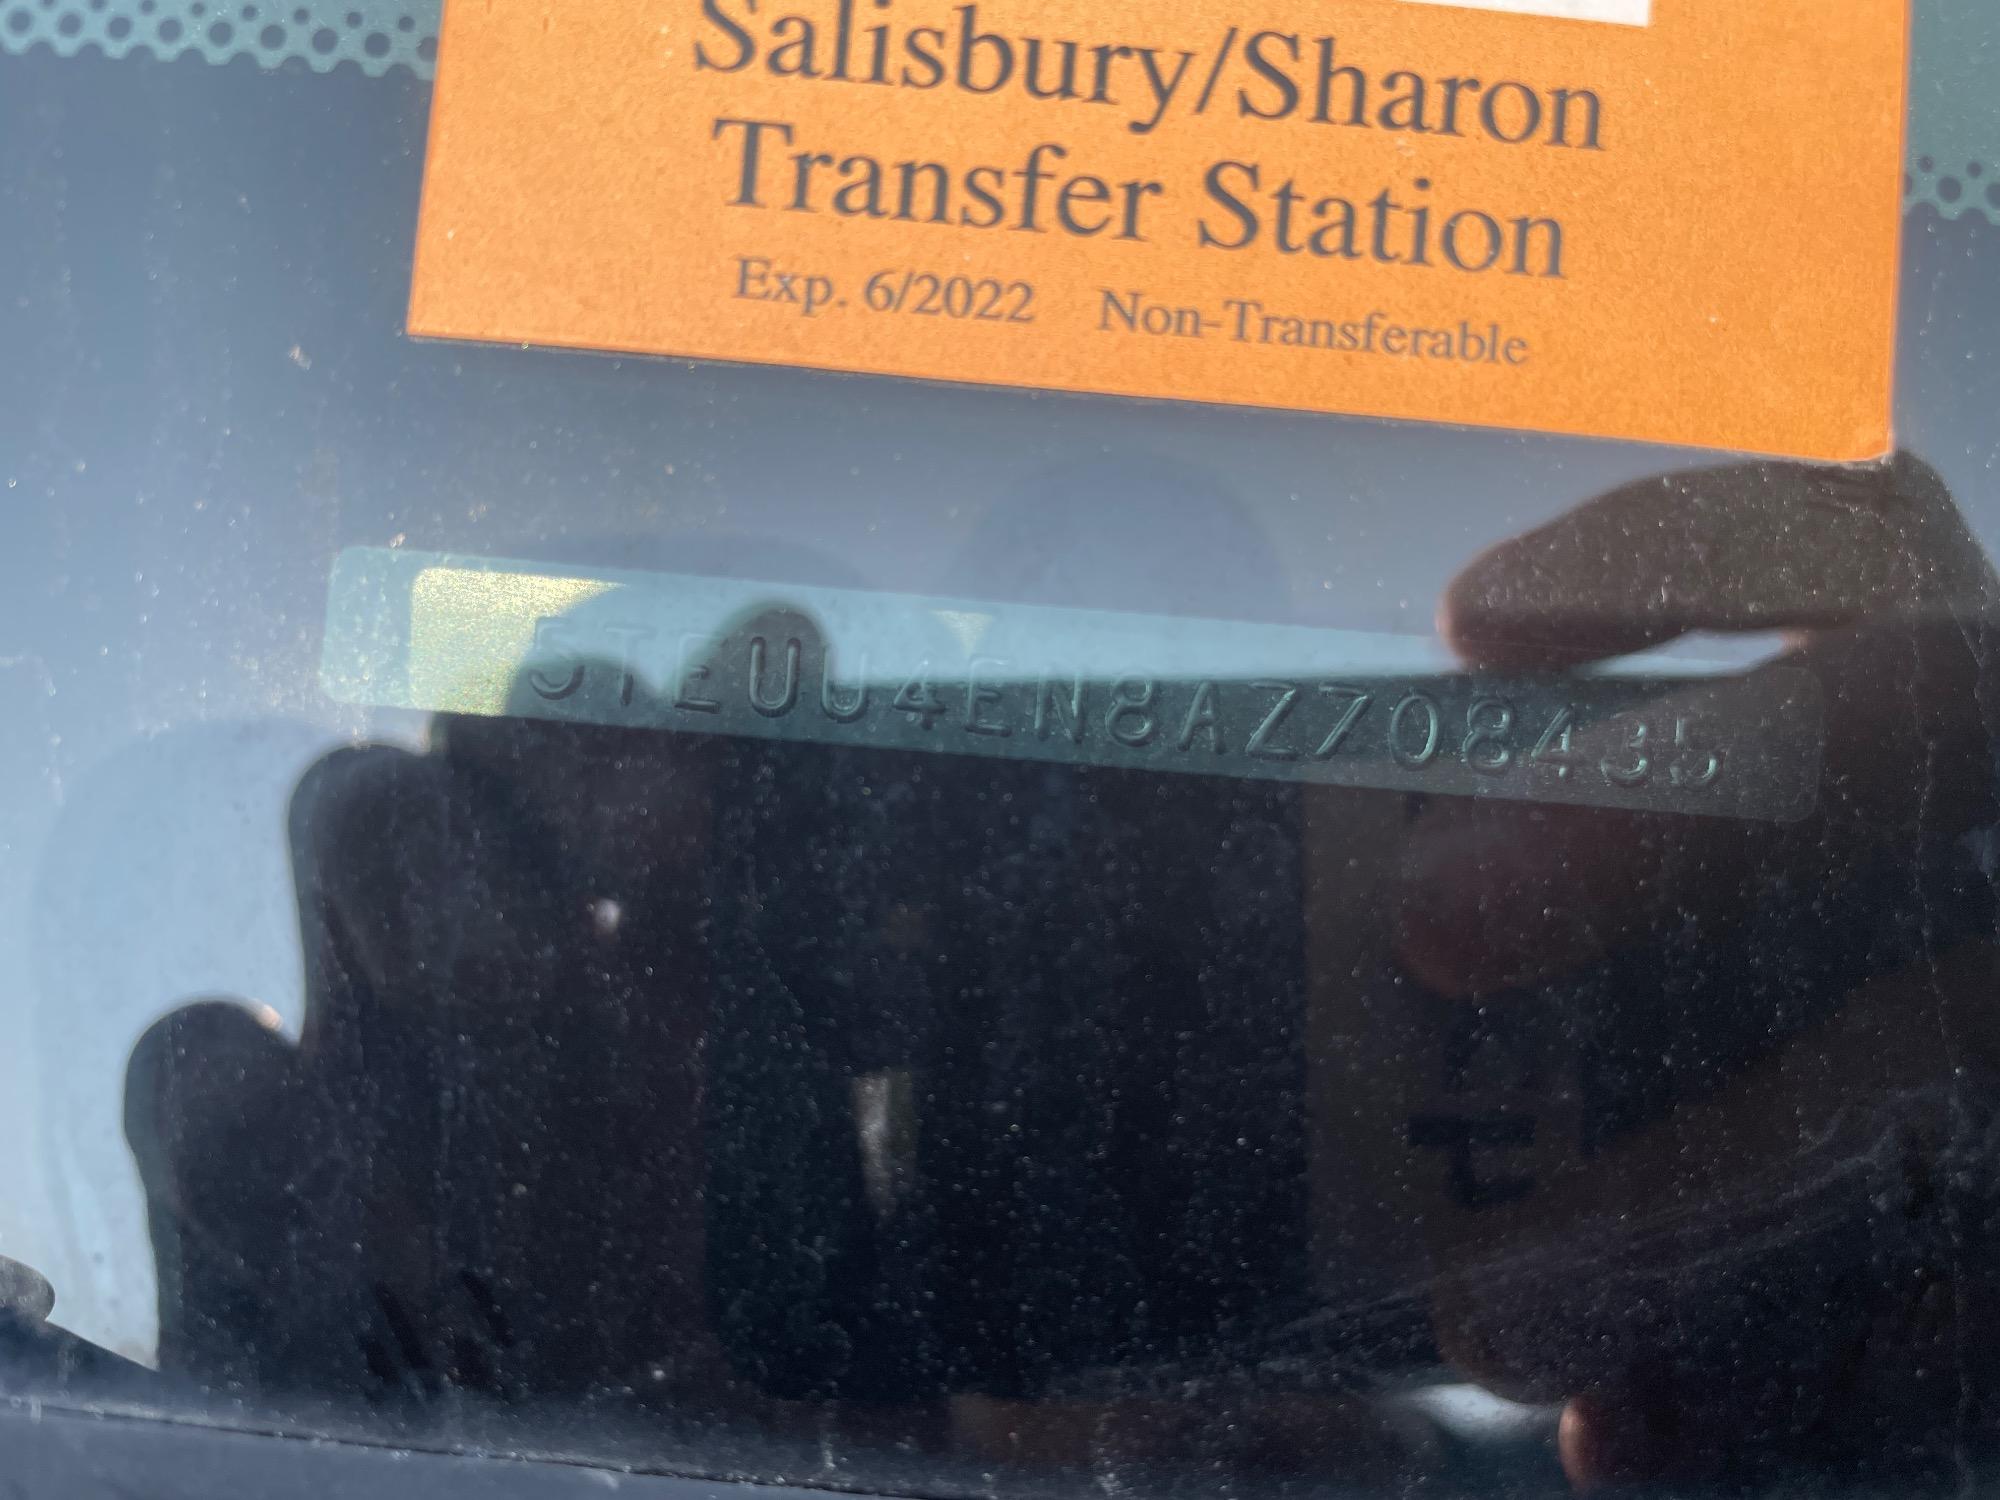 Salisbury/Sharon
Transfer Station
Exp. 6/2022 Non-Transferable
5TEUU4EN8AZ708435